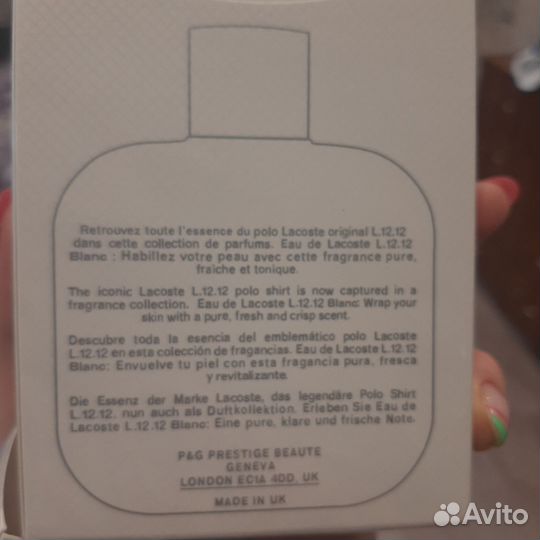 Retrouvez toute l'essence du polo Lacoste original L.12.12
dans cette collection de parfums. Eau de Lacoste L.12.12
Blanc : Habillez votre peau avec cette fragrance pure,
fraîche et tonique.
The iconic Lacoste L.12.12 polo shirt is now captured in a
fragrance collection. Eau de Lacoste L.12.12 Blanc: Wrap your
skin with a pure, fresh and crisp scent.
Descubre toda la esencia del emblemático polo Lacoste
L.12.12 en esta colección de fragancias. Eau de Lacoste L.12.12
Blanc: Envuelve tu piel con esta fragancia pura, fresca
y revitalizante.
Die Essenz der Marke Lacoste, das legendäre Polo Shirt
L.12.12. nun auch als Duftkollektion. Erleben Sie Eau de
Lacoste L.12.12 Blanc: Eine pure, klare und frische Note.
P&G PRESTIGE BEAUTE
GENEVA
LONDON EC1A 4DD, UK
MADE IN UK
Avito